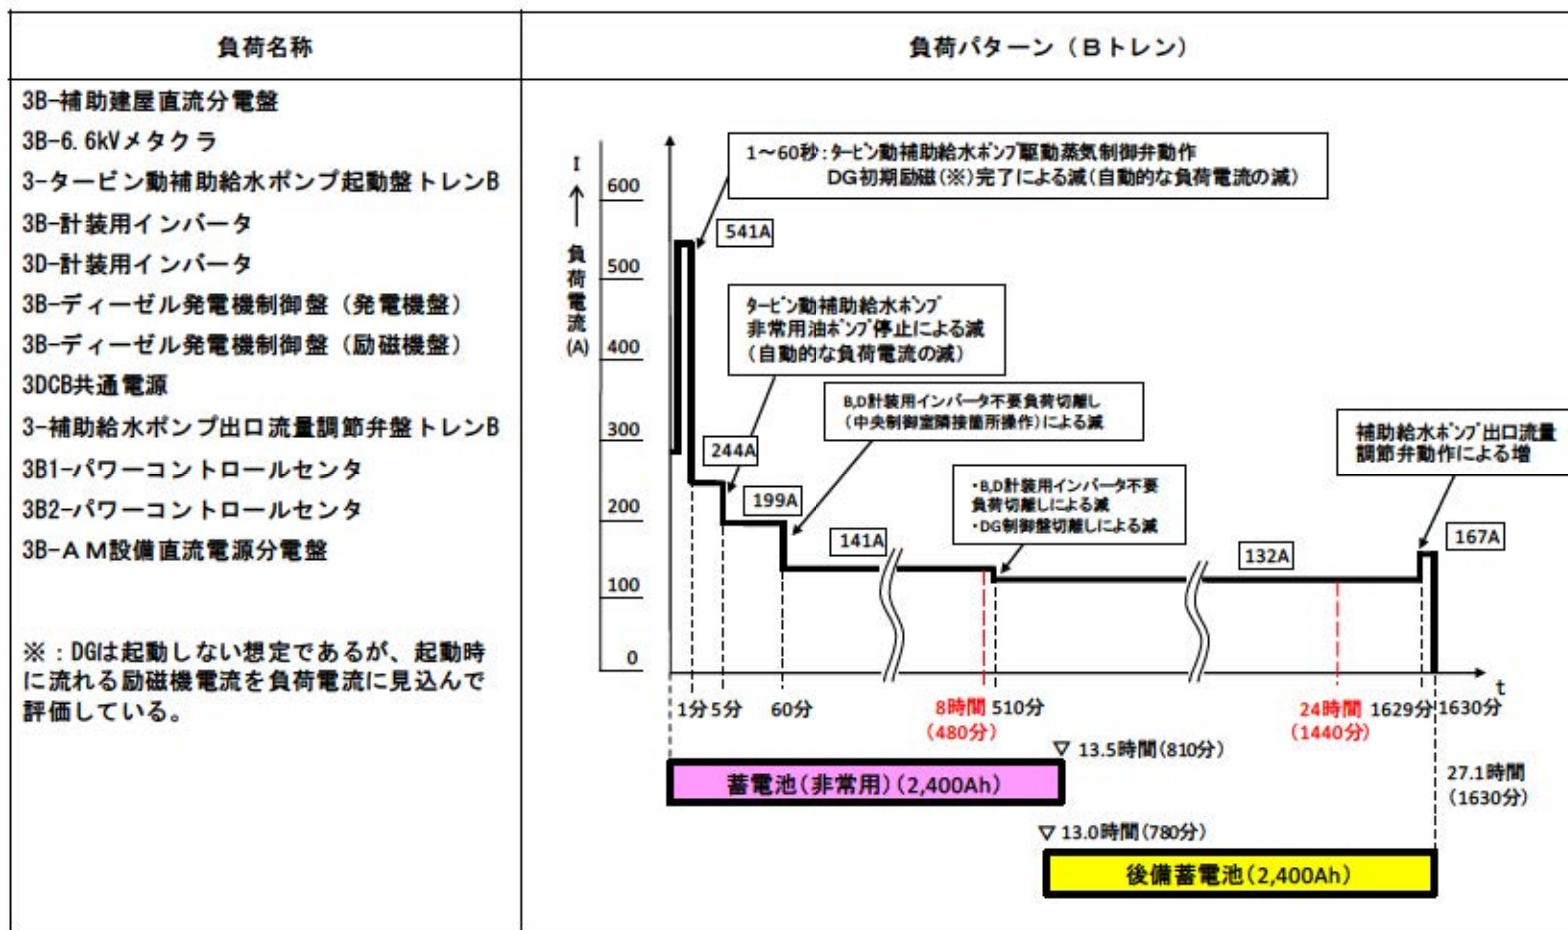 負荷名称
負荷パターン（Bトレン）
3B-補助建屋直流分電盤
3B-6.6kVメタクラ
3-タービン動補助給水ポンプ起動盤トレンB
3B-計装用インバータ
3D-計装用インバータ
3B-ディーゼル発電機制御盤（発電機盤）
3B-ディーゼル発電機制御盤（励磁機盤）
3DCB共通電源
3-補助給水ポンプ出口流量調節弁盤トレンB
3B1-パワーコントロールセンタ
3B2-パワーコントロールセンタ
3B-AM設備直流電源分電盤
※：DGは起動しない想定であるが、起動時
に流れる励磁機電流を負荷電流に見込んで
評価している。
I
↑
負荷電流
(A)
600
500
400
300
200
100
0
1～60秒：ﾀｰﾋﾞﾝ動補助給水ﾎﾟﾝﾌﾟ駆動蒸気制御弁動作
DG初期励磁(※)完了による減(自動的な負荷電流の減)
541A
ﾀｰﾋﾞﾝ動補助給水ﾎﾟﾝﾌﾟ
非常用油ﾎﾟﾝﾌﾟ停止による減
（自動的な負荷電流の減）
244A
B,D計装用インバータ不要負荷切離し
（中央制御室隣接箇所操作）による減
199A
141A
・B,D計装用インバータ不要
負荷切離しによる減
・DG制御盤切離しによる減
132A
補助給水ﾎﾟﾝﾌﾟ出口流量
調節弁動作による増
167A
t
1分
5分
60分
8時間
(480分)
510分
24時間
(1440分)
1629分
1630分
▽ 13.5時間(810分)
蓄電池(非常用)(2,400Ah)
27.1時間
(1630分)
▽ 13.0時間(780分)
後備蓄電池(2,400Ah)